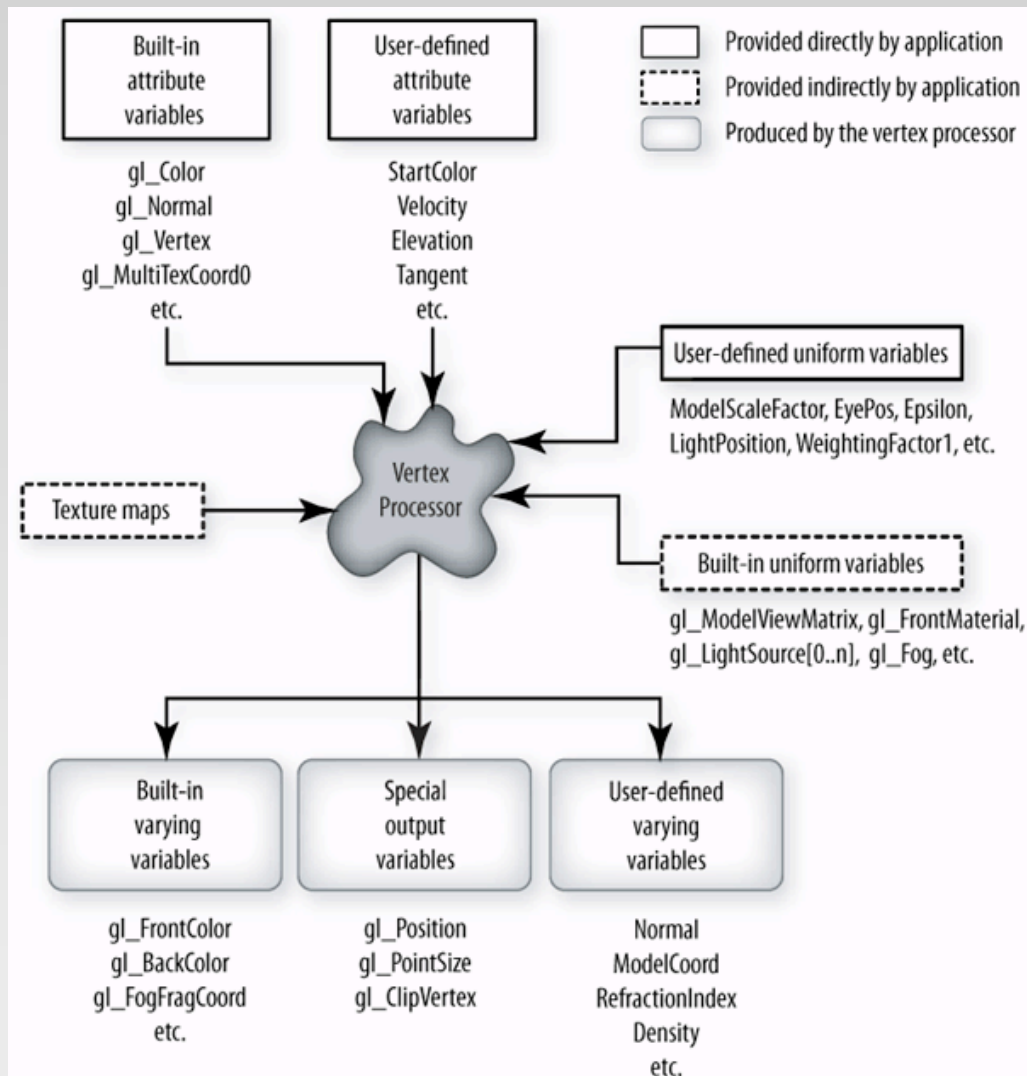 Built-in
attribute
variables
User-defined
attribute
variables
Provided directly by application
Provided indirectly by application
Produced by the vertex processor
gl_Color
gl_Normal
gl_Vertex
gl_MultiTexCoord0
etc.
StartColor
Velocity
Elevation
Tangent
etc.
User-defined uniform variables
ModelScaleFactor, EyePos, Epsilon,
LightPosition, WeightingFactor1, etc.
Vertex
Processor
Texture maps
Built-in uniform variables
gl_ModelViewMatrix, gl_FrontMaterial,
gl_LightSource[0..n], gl_Fog, etc.
Built-in
varying
variables
Special
output
variables
User-defined
varying
variables
gl_FrontColor
gl_BackColor
gl_FogFragCoord
etc.
gl_Position
gl_PointSize
gl_ClipVertex
Normal
ModelCoord
RefractionIndex
Density
etc.